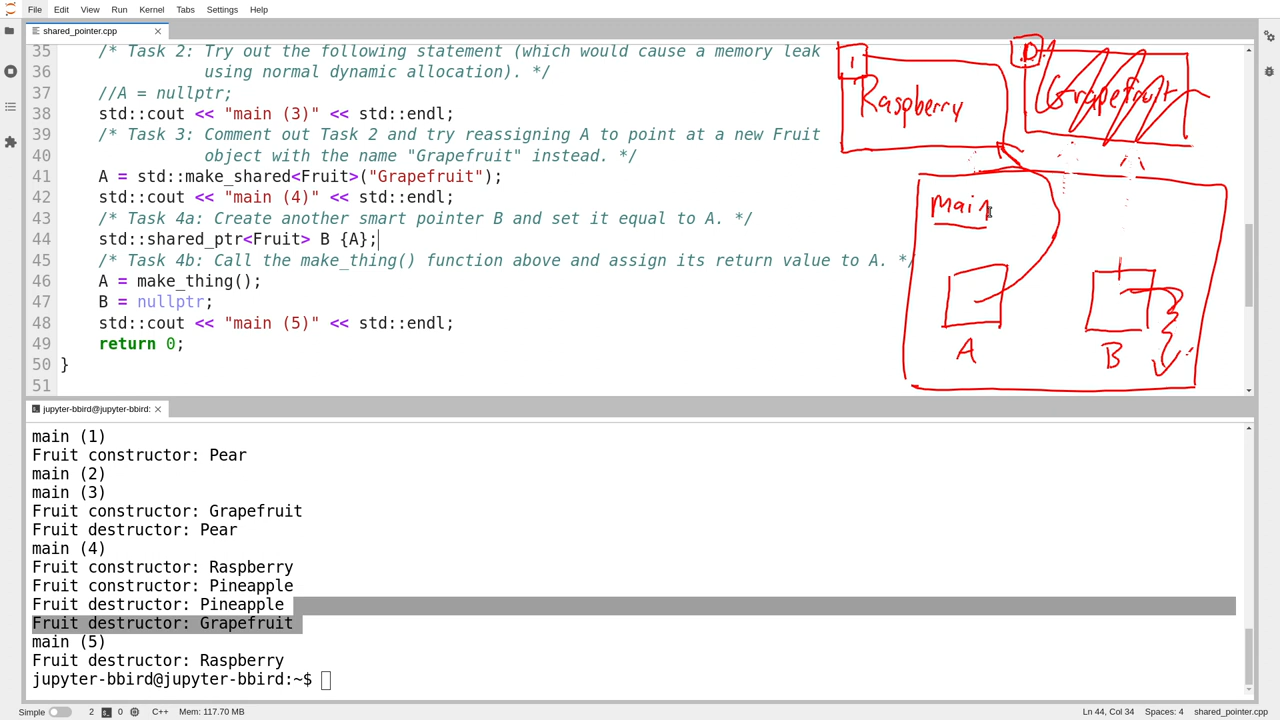 File Edit View Run Kernel Tabs Settings Help
shared_pointer.cpp
35 /* Task 2: Try out the following statement (which would cause a memory leak
36 using normal dynamic allocation). */
37 //A = nullptr;
38 std::cout << "main (3)" << std::endl;
39 /* Task 3: Comment out Task 2 and try reassigning A to point at a new Fruit
40 object with the name "Grapefruit" instead. */
41 A = std::make_shared<Fruit>("Grapefruit");
42 std::cout << "main (4)" << std::endl;
43 /* Task 4a: Create another smart pointer B and set it equal to A. */
44 std::shared_ptr<Fruit> B {A};
45 /* Task 4b: Call the make_thing() function above and assign its return value to A. */
46 A = make_thing();
47 B = nullptr;
48 std::cout << "main (5)" << std::endl;
49 return 0;
50 }
51
1
Raspberry
0
Grapefruit
Main
A
B
jupyter-bbird@jupyter-bbird:
main (1)
Fruit constructor: Pear
main (2)
main (3)
Fruit constructor: Grapefruit
Fruit destructor: Pear
main (4)
Fruit constructor: Raspberry
Fruit constructor: Pineapple
Fruit destructor: Pineapple
Fruit destructor: Grapefruit
main (5)
Fruit destructor: Raspberry
jupyter-bbird@jupyter-bbird:~$
Simple 2 0 C++ Mem: 117.70 MB Ln 44, Col 34 Spaces: 4 shared_pointer.cpp